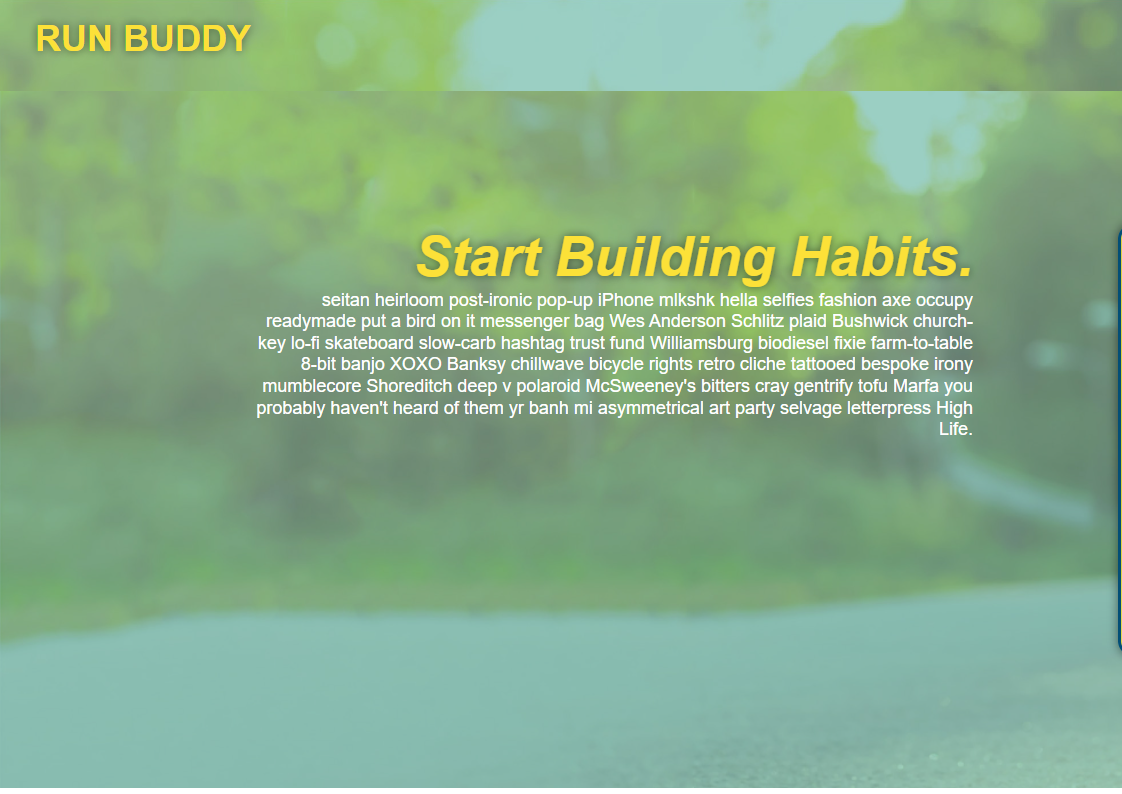 RUN BUDDY
Start Building Habits.
seitan heirloom post-ironic pop-up iPhone mlkshk hella selfies fashion axe occupy
readymade put a bird on it messenger bag Wes Anderson Schlitz plaid Bushwick church-
key lo-fi skateboard slow-carb hashtag trust fund Williamsburg biodiesel fixie farm-to-table
8-bit banjo XOXO Banksy chillwave bicycle rights retro cliche tattooed bespoke irony
mumblecore Shoreditch deep v polaroid McSweeney's bitters cray gentrify tofu Marfa you
probably haven't heard of them yr banh mi asymmetrical art party selvage letterpress High
Life.